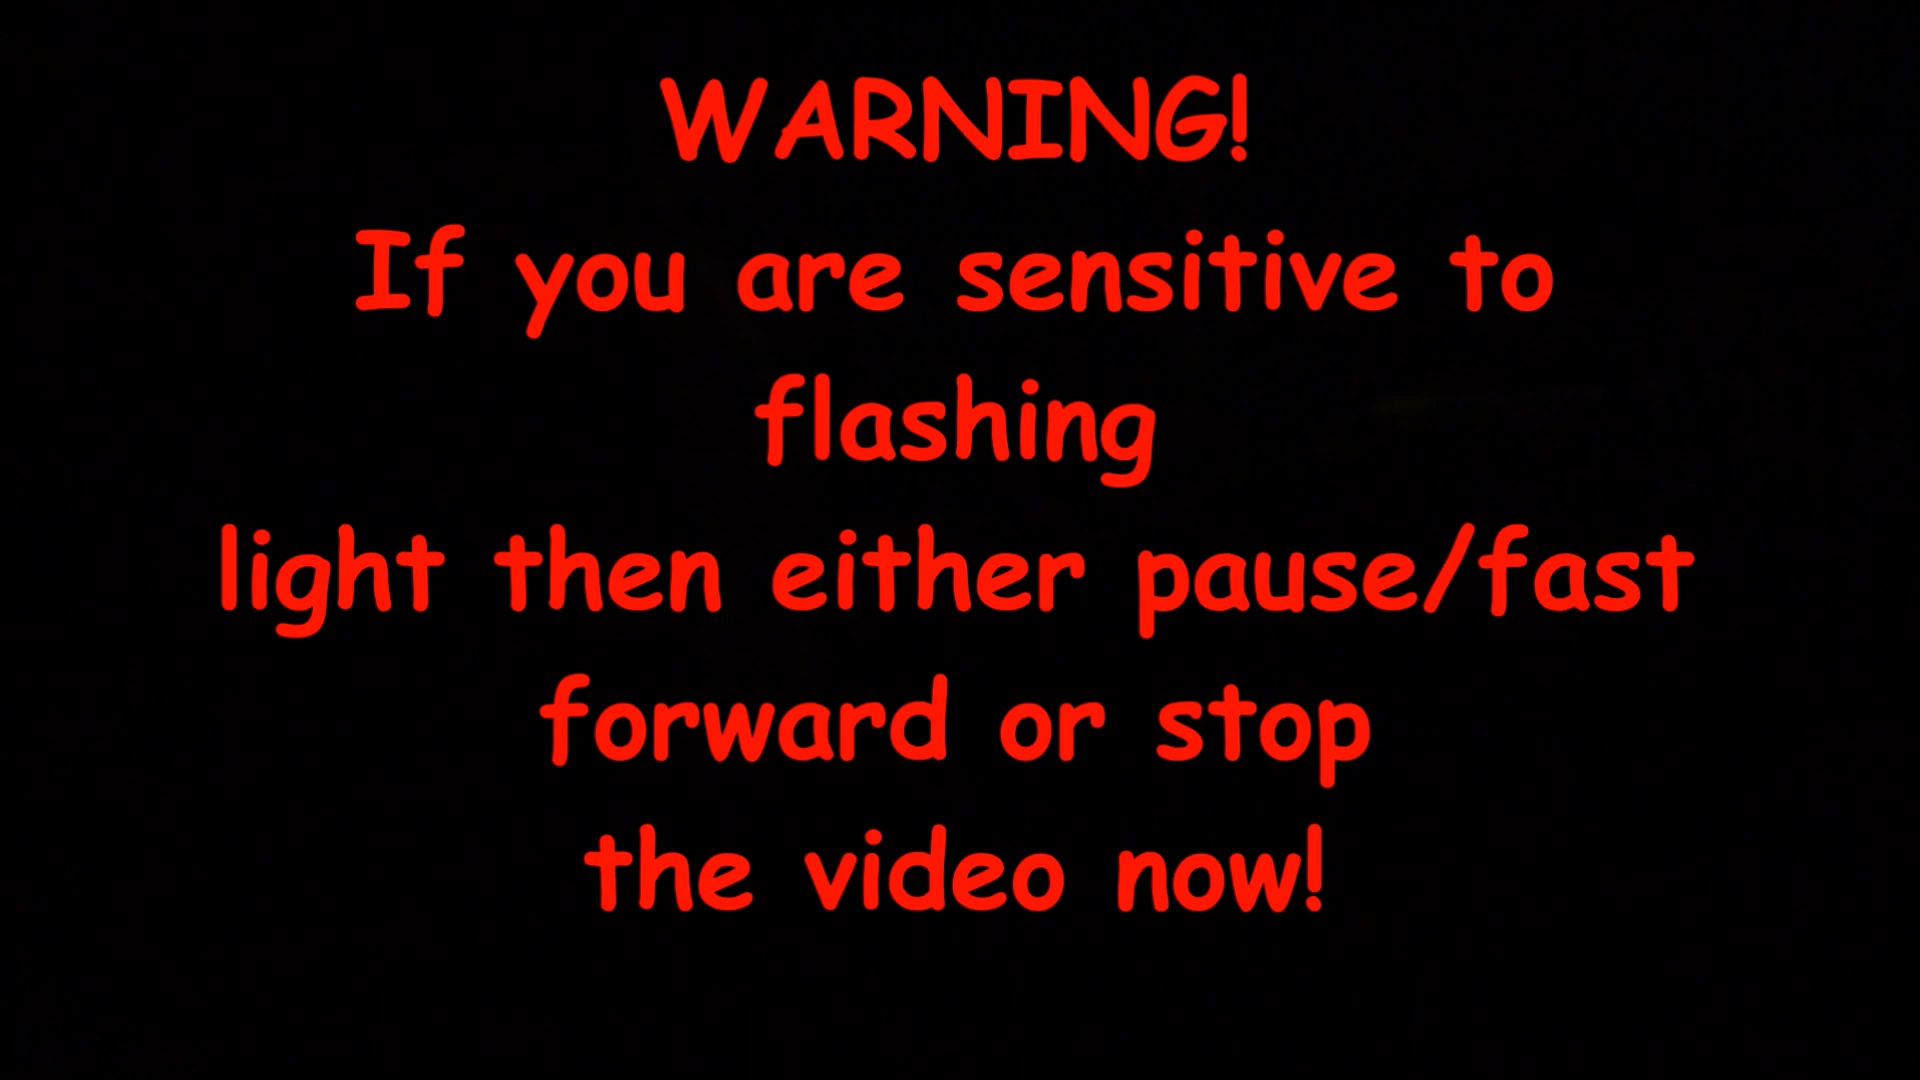 WARNING!
If you are sensitive to
flashing
light then either pause/fast
forward or stop
the video now!